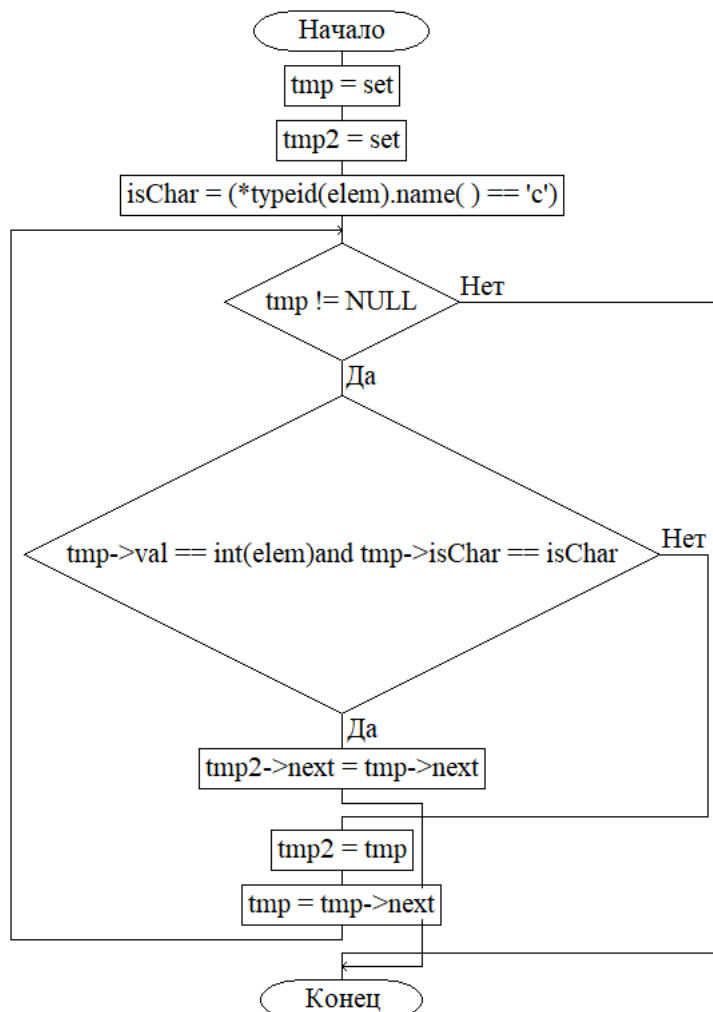 Начало
tmp = set
tmp2 = set
isChar = (*typeid(elem).name( ) == 'c')
tmp != NULL
Нет
Да
tmp->val == int(elem)and tmp->isChar == isChar
Нет
Да
tmp2->next = tmp->next
tmp2 = tmp
tmp = tmp->next
Конец